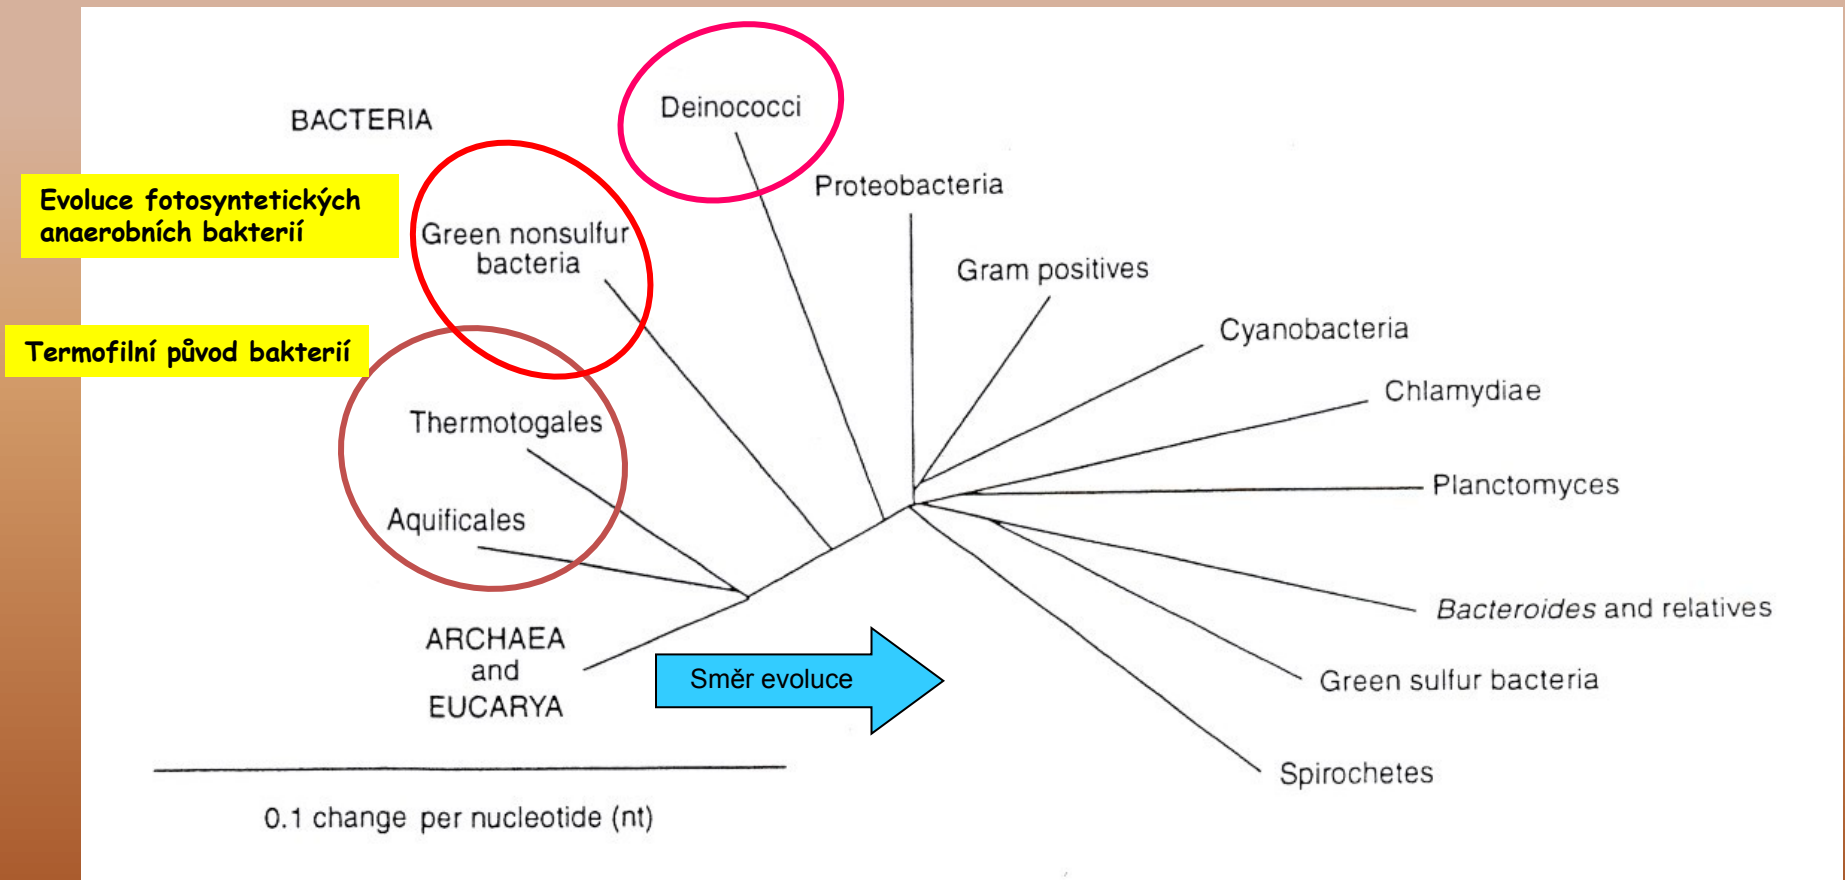 BACTERIA
Deinococci
Proteobacteria
Evoluce fotosyntetických
anaerobních bakterií
Green nonsulfur
bacteria
Gram positives
Cyanobacteria
Termofilní původ bakterií
Chlamydiae
Thermotogales
Planctomyces
Aquificales
Bacteroides and relatives
ARCHAEA
and
EUCARYA
Směr evoluce
Green sulfur bacteria
Spirochetes
0.1 change per nucleotide (nt)